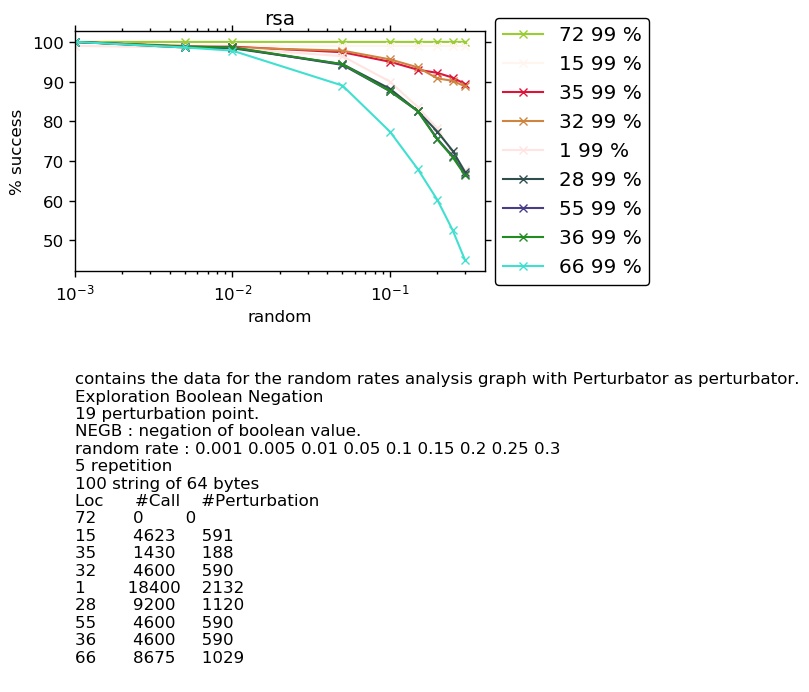 rsa
100
90
80
70
60
50
% success
10⁻³
10⁻²
10⁻¹
random
72 99 %
15 99 %
35 99 %
32 99 %
1 99 %
28 99 %
55 99 %
36 99 %
66 99 %
contains the data for the random rates analysis graph with Perturbator as perturbator.
Exploration Boolean Negation
19 perturbation point.
NEGB : negation of boolean value.
random rate : 0.001 0.005 0.01 0.05 0.1 0.15 0.2 0.25 0.3
5 repetition
100 string of 64 bytes
Loc #Call #Perturbation
72 0 0
15 4623 591
35 1430 188
32 4600 590
1 18400 2132
28 9200 1120
55 4600 590
36 4600 590
66 8675 1029